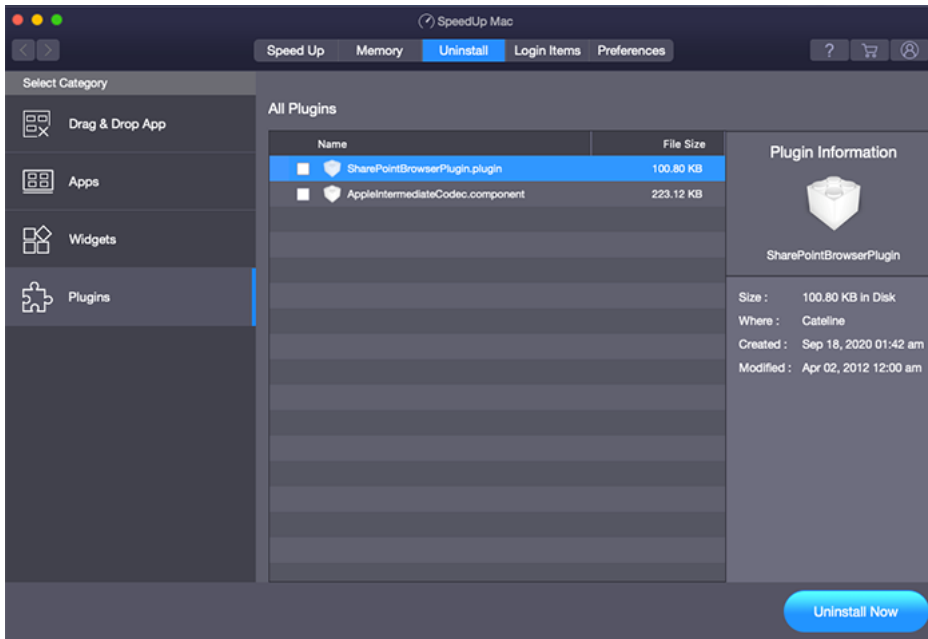 SpeedUp Mac
Speed Up Memory Uninstall Login Items Preferences ?
Select Category
Drag & Drop App
Apps
Widgets
Plugins
All Plugins
Name File Size
SharePointBrowserPlugin.plugin 100.80 KB
AppleIntermediateCodec.component 223.12 KB
Plugin Information
SharePointBrowserPlugin
Size : 100.80 KB in Disk
Where : Cateline
Created : Sep 18, 2020 01:42 am
Modified : Apr 02, 2012 12:00 am
Uninstall Now